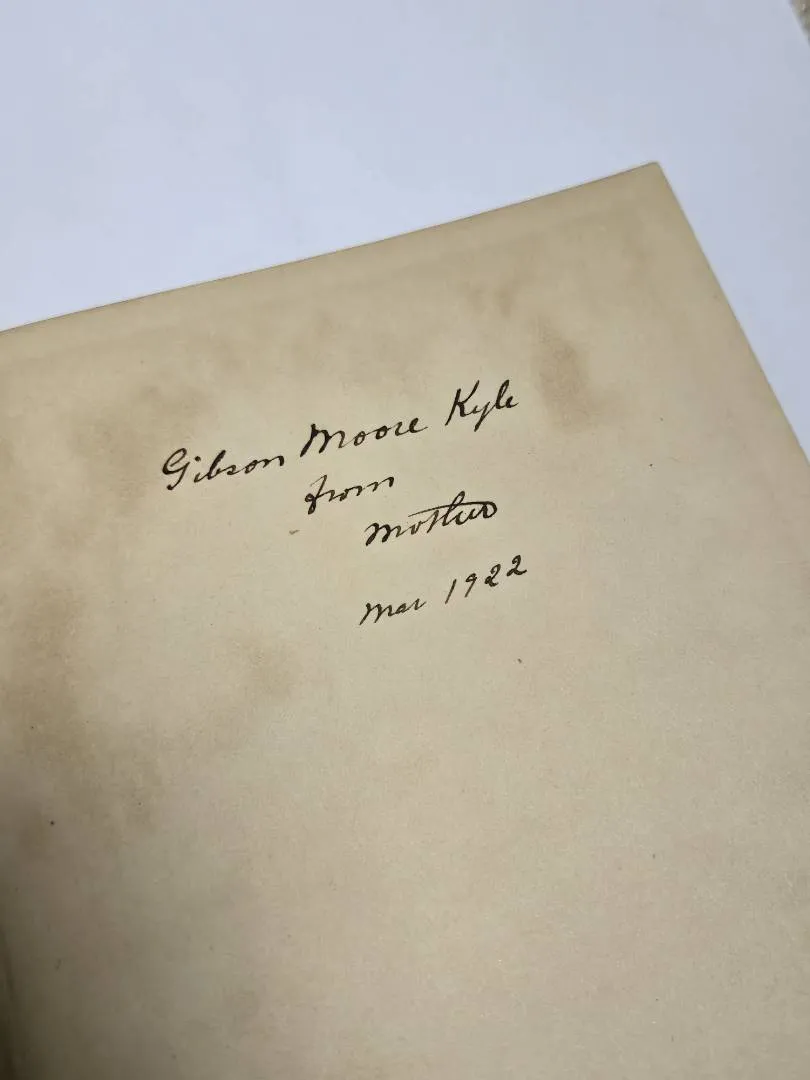 Gibson Moore Kyle
from
Mother
Mar 1922